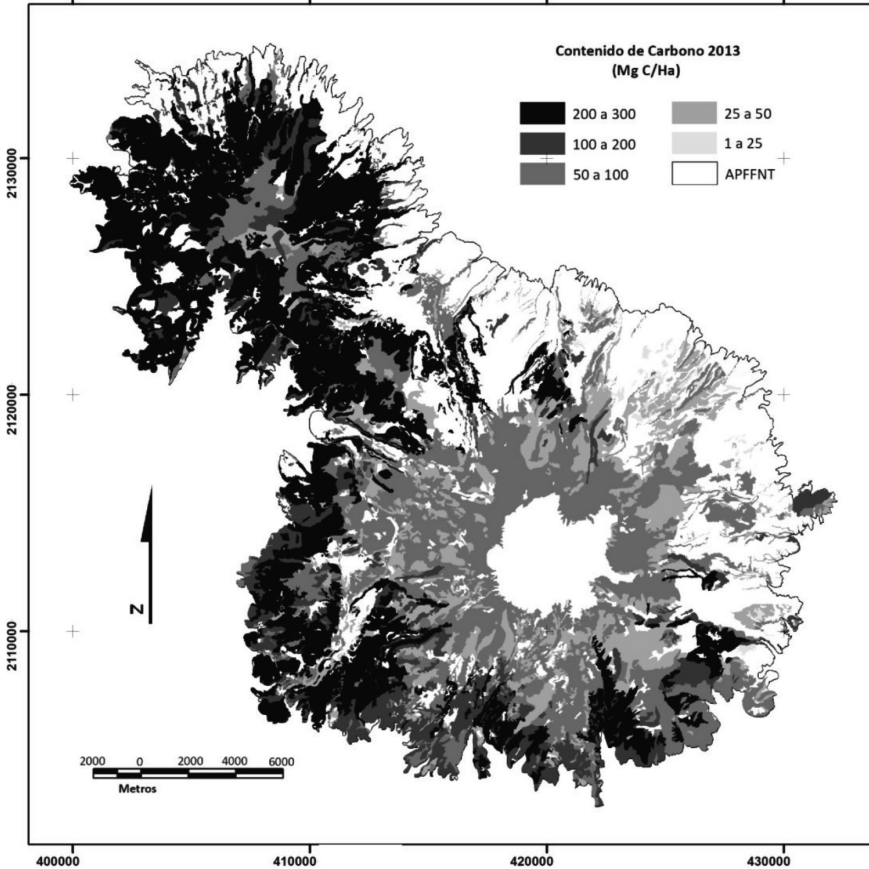 Contenido de Carbono 2013
(Mg C/Ha)
200 a 300
25 a 50
100 a 200
1 a 25
50 a 100
APFFNT
2130000
2120000
2110000
N
2000 0 2000 4000 6000
Metros
400000 410000 420000 430000